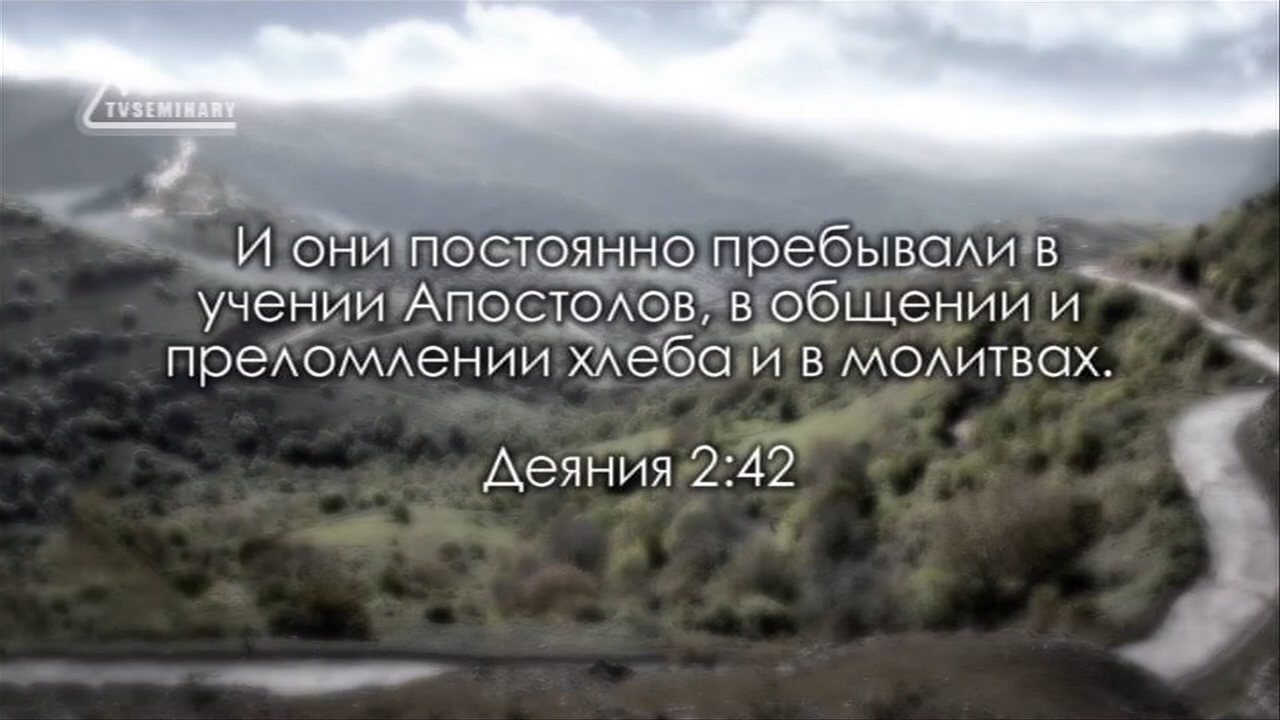 TVSEMINARY
И они постоянно пребывали в
учении Апостолов, в общении и
преломлении хлеба и в молитвах.
Деяния 2:42